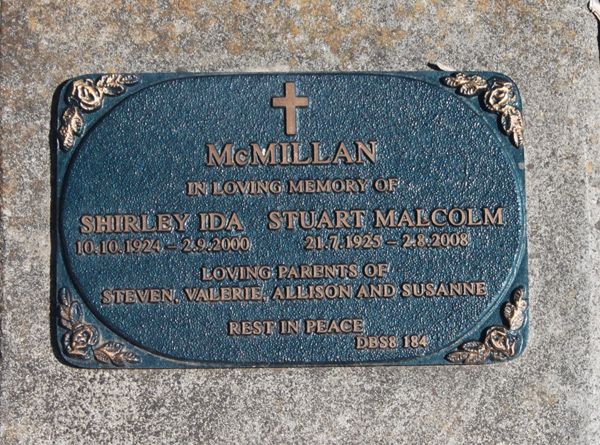 McMILLAN
IN LOVING MEMORY OF
SHIRLEY IDA STUART MALCOLM
10.10.1924 – 2.9.2000 21.7.1925 – 2.8.2008
LOVING PARENTS OF
STEVEN, VALERIE, ALLISON AND SUSANNE
REST IN PEACE
DBS8 184